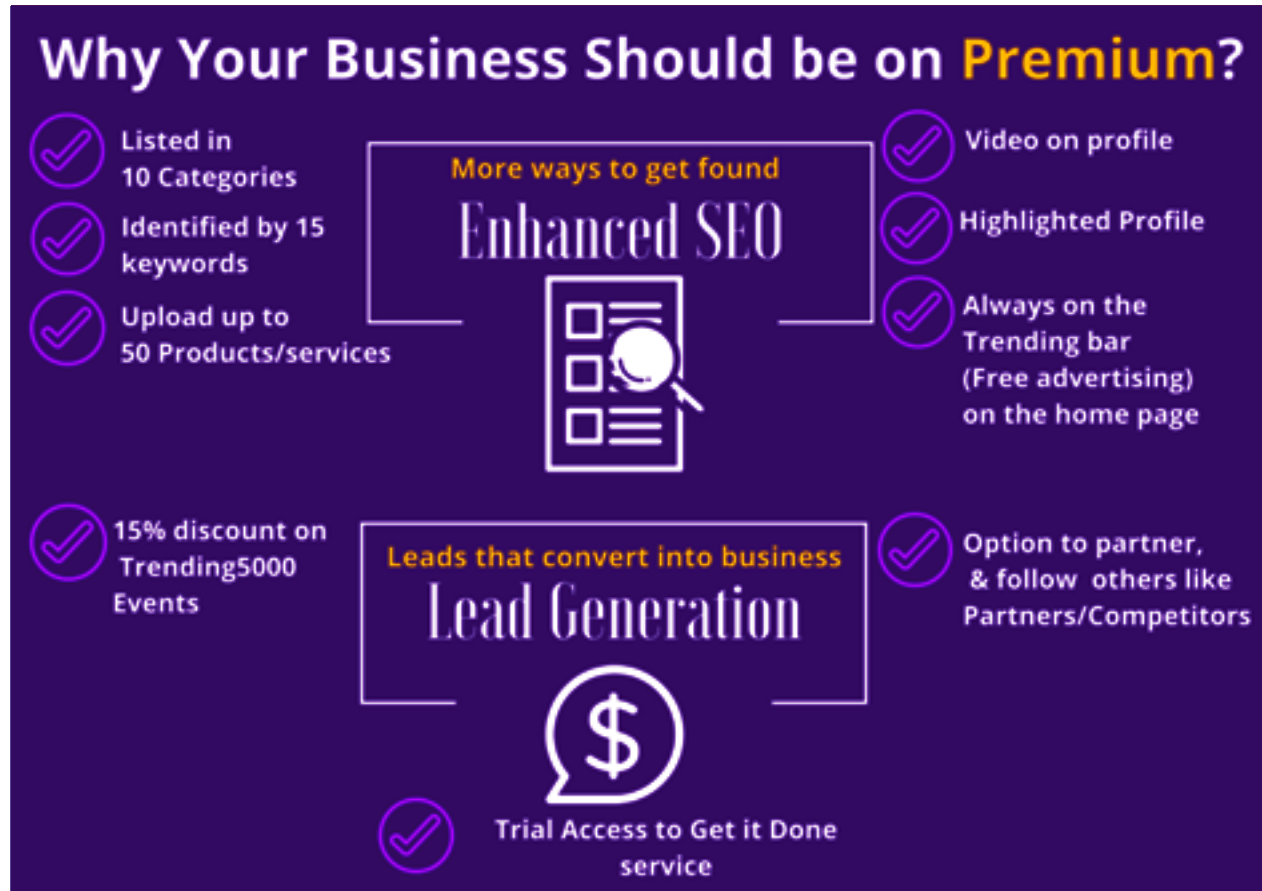 Why Your Business Should be on Premium?
Listed in
10 Categories
Identified by 15
keywords
Upload up to
50 Products/services
More ways to get found
Enhanced SEO
Video on profile
Highlighted Profile
Always on the
Trending bar
(Free advertising)
on the home page
15% discount on
Trending5000
Events
Leads that convert into business
Lead Generation
Option to partner,
& follow others like
Partners/Competitors
$
Trial Access to Get it Done
service